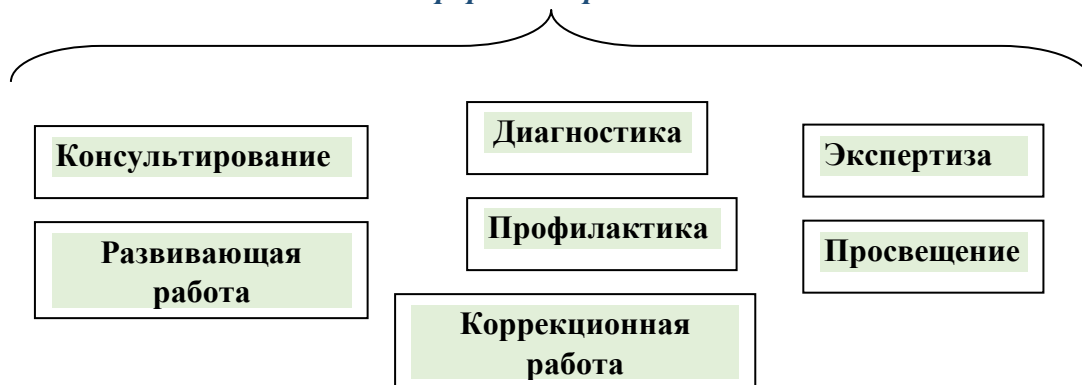 Консультирование
Диагностика
Экспертиза
Развивающая
работа
Профилактика
Просвещение
Коррекционная
работа